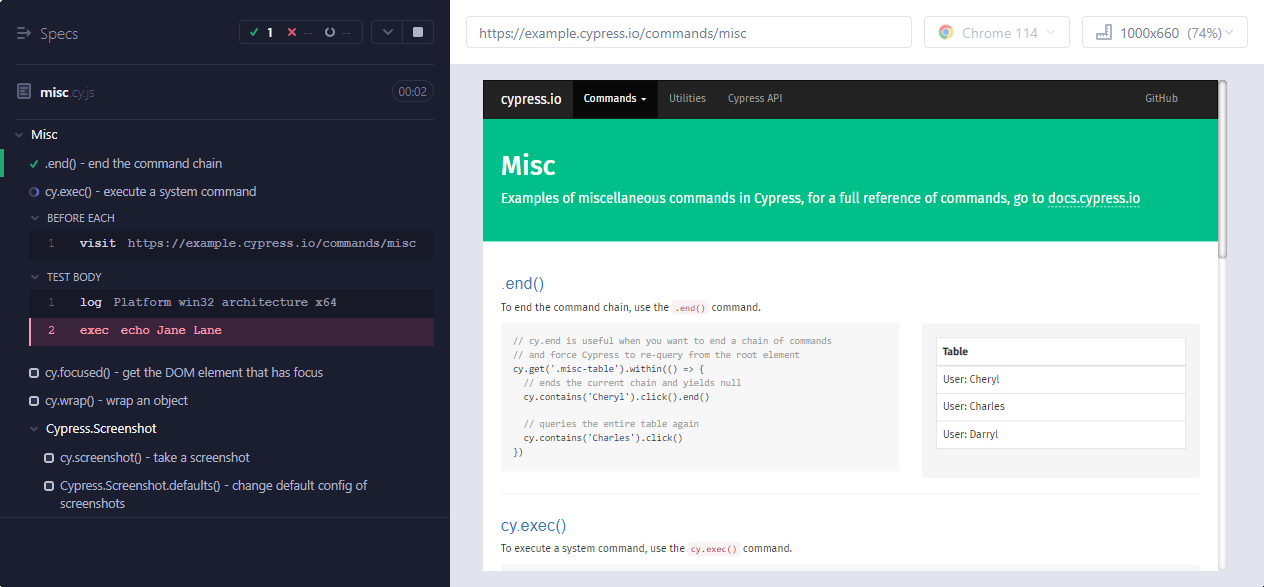 Specs
1 -- --
misc.cy.js
00:02
Misc
.end() - end the command chain
cy.exec() - execute a system command
BEFORE EACH
1 visit https://example.cypress.io/commands/misc
TEST BODY
1 log Platform win32 architecture x64
2 exec echo Jane Lane
cy.focused() - get the DOM element that has focus
cy.wrap() - wrap an object
Cypress.Screenshot
cy.screenshot() - take a screenshot
Cypress.Screenshot.defaults() - change default config of
screenshots
https://example.cypress.io/commands/misc
Chrome 114
1000x660 (74%)
cypress.io
Commands
Utilities
Cypress API
GitHub
Misc
Examples of miscellaneous commands in Cypress, for a full reference of commands, go to docs.cypress.io
.end()
To end the command chain, use the .end() command.
// cy.end is useful when you want to end a chain of commands
// and force Cypress to re-query from the root element
cy.get('.misc-table').within(() => {
// ends the current chain and yields null
cy.contains('Cheryl').click().end()
// queries the entire table again
cy.contains('Charles').click()
})
Table
User: Cheryl
User: Charles
User: Darryl
cy.exec()
To execute a system command, use the cy.exec() command.